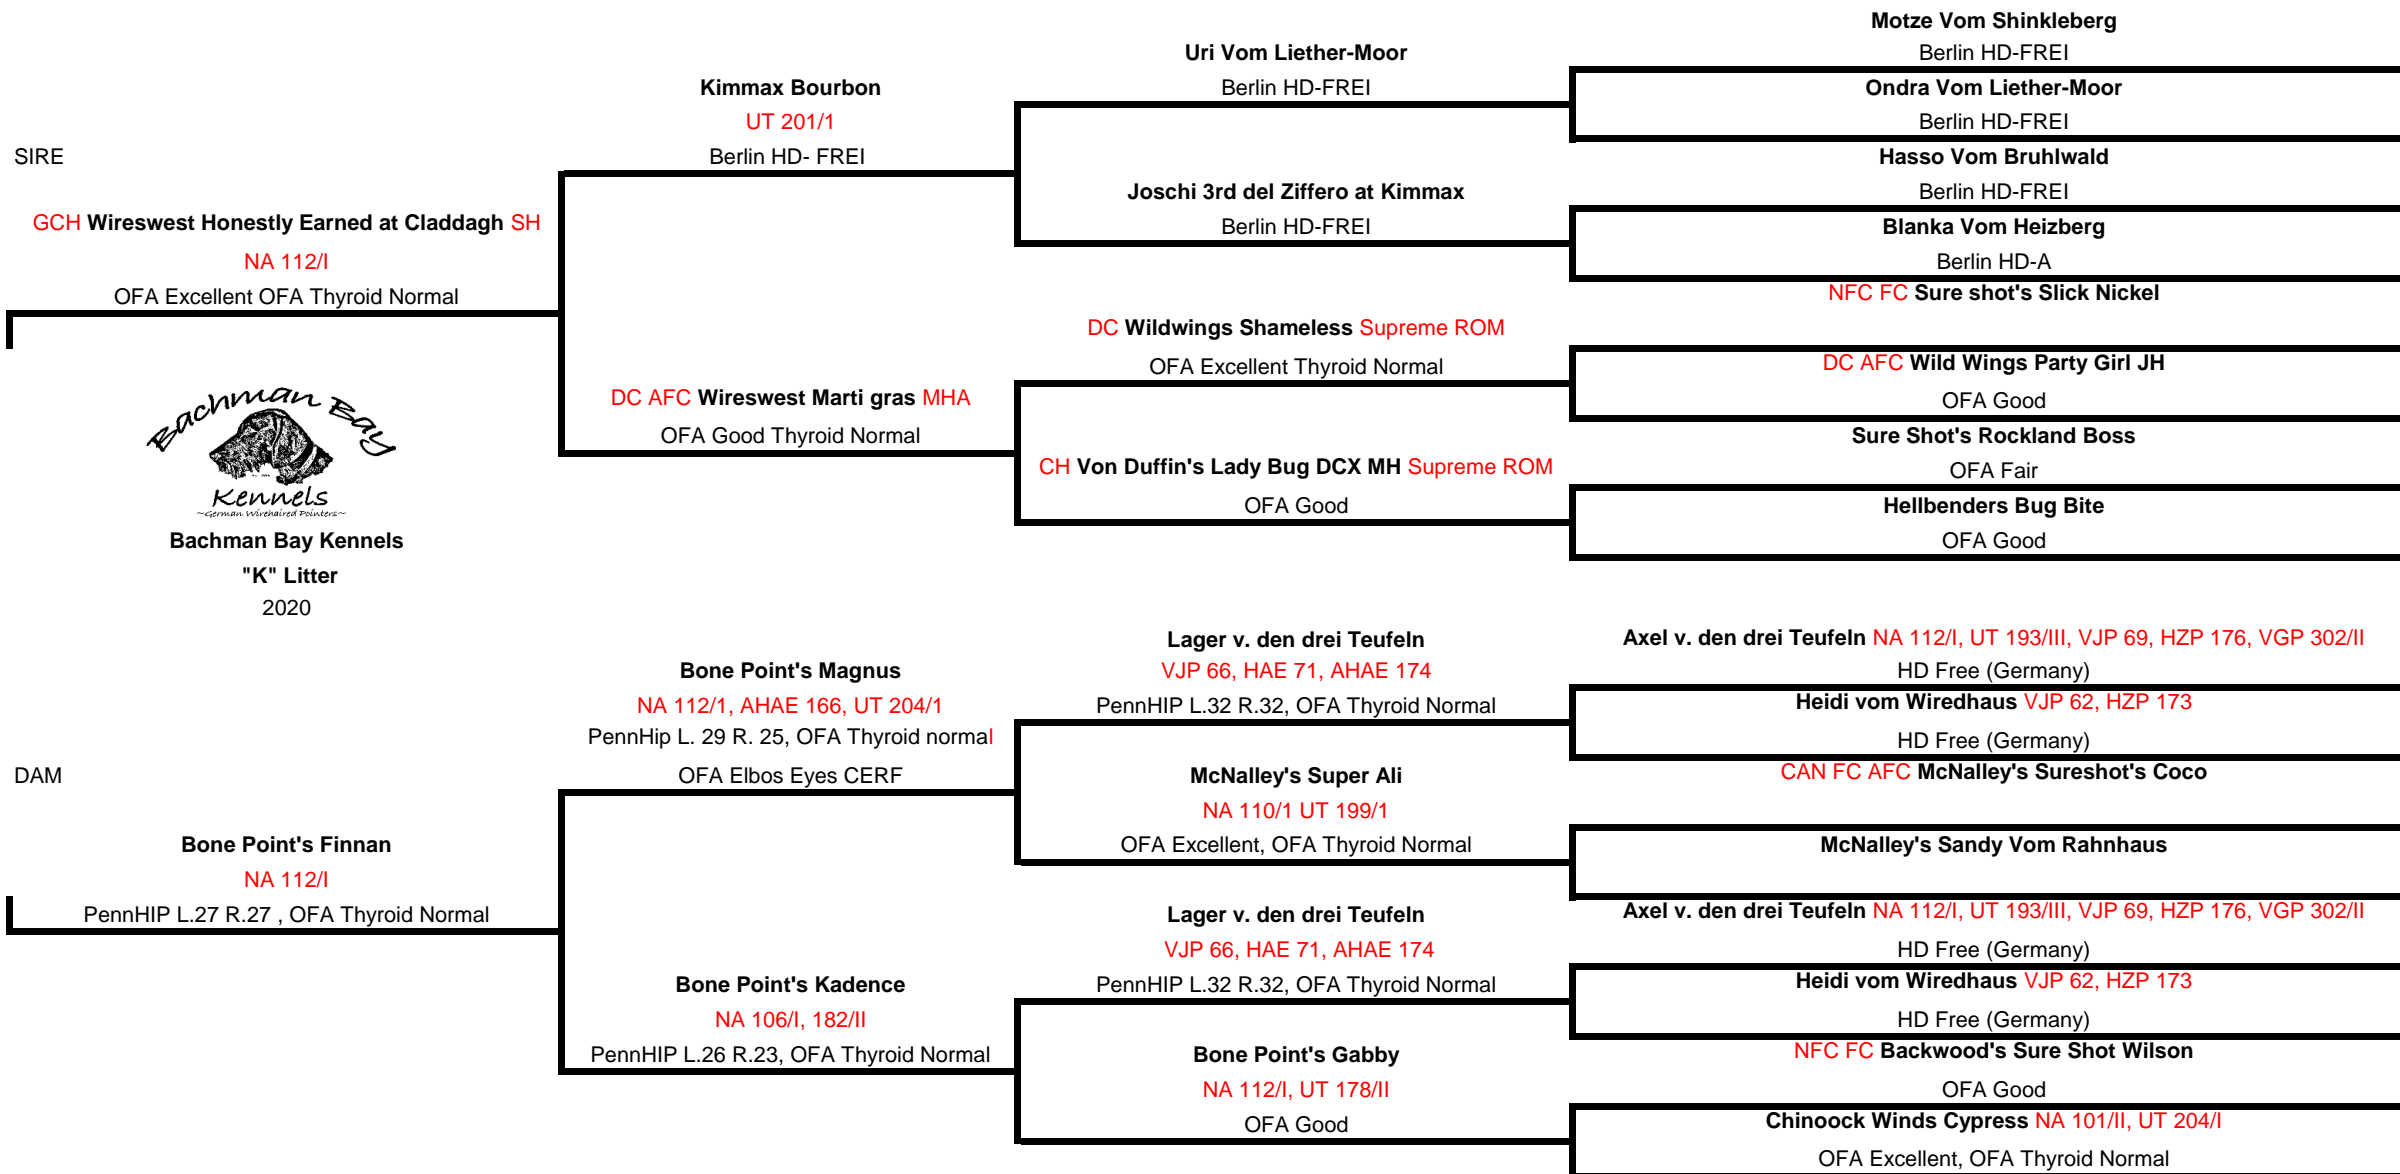 SIRE
GCH Wireswest Honestly Earned at Claddagh SH
NA 112/I
OFA Excellent OFA Thyroid Normal
Bachman Bay
Kennels
~German Wirehaired Pointers~
Bachman Bay Kennels
"K" Litter
2020
DAM
Bone Point's Finnan
NA 112/I
PennHIP L.27 R.27 , OFA Thyroid Normal
Kimmax Bourbon
UT 201/1
Berlin HD- FREI
DC AFC Wireswest Marti gras MHA
OFA Good Thyroid Normal
Bone Point's Magnus
NA 112/1, AHAE 166, UT 204/1
PennHip L. 29 R. 25, OFA Thyroid normal
OFA Elbos Eyes CERF
Bone Point's Kadence
NA 106/I, 182/II
PennHIP L.26 R.23, OFA Thyroid Normal
Uri Vom Liether-Moor
Berlin HD-FREI
Joschi 3rd del Ziffero at Kimmax
Berlin HD-FREI
DC Wildwings Shameless Supreme ROM
OFA Excellent Thyroid Normal
CH Von Duffin's Lady Bug DCX MH Supreme ROM
OFA Good
Lager v. den drei Teufeln
VJP 66, HAE 71, AHAE 174
PennHIP L.32 R.32, OFA Thyroid Normal
McNalley's Super Ali
NA 110/1 UT 199/1
OFA Excellent, OFA Thyroid Normal
Lager v. den drei Teufeln
VJP 66, HAE 71, AHAE 174
PennHIP L.32 R.32, OFA Thyroid Normal
Bone Point's Gabby
NA 112/I, UT 178/II
OFA Good
Motze Vom Shinkleberg
Berlin HD-FREI
Ondra Vom Liether-Moor
Berlin HD-FREI
Hasso Vom Bruhlwald
Berlin HD-FREI
Blanka Vom Heizberg
Berlin HD-A
NFC FC Sure shot's Slick Nickel
DC AFC Wild Wings Party Girl JH
OFA Good
Sure Shot's Rockland Boss
OFA Fair
Hellbenders Bug Bite
OFA Good
Axel v. den drei Teufeln NA 112/I, UT 193/III, VJP 69, HZP 176, VGP 302/II
HD Free (Germany)
Heidi vom Wiredhaus VJP 62, HZP 173
HD Free (Germany)
CAN FC AFC McNalley's Sureshot's Coco
McNalley's Sandy Vom Rahnhaus
Axel v. den drei Teufeln NA 112/I, UT 193/III, VJP 69, HZP 176, VGP 302/II
HD Free (Germany)
Heidi vom Wiredhaus VJP 62, HZP 173
HD Free (Germany)
NFC FC Backwood's Sure Shot Wilson
OFA Good
Chinoock Winds Cypress NA 101/II, UT 204/I
OFA Excellent, OFA Thyroid Normal